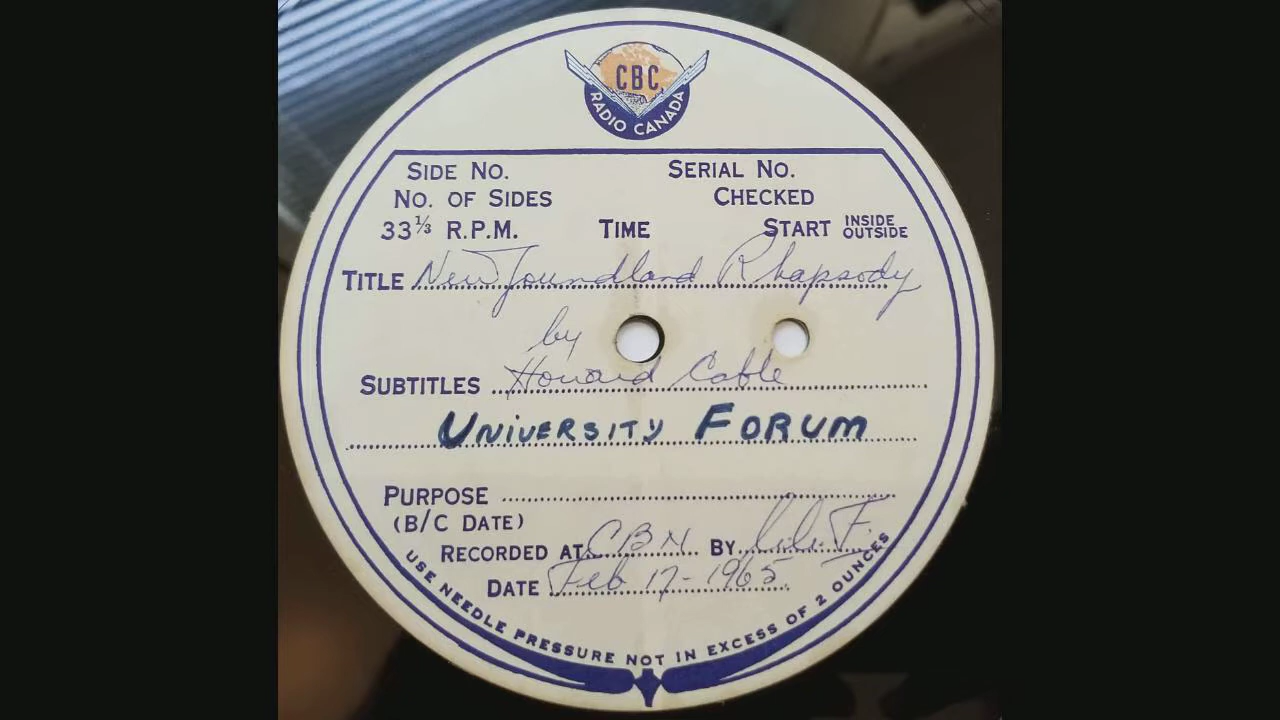 CBC
RADIO CANADA
SIDE NO. SERIAL NO.
NO. OF SIDES CHECKED
33⅓ R.P.M. TIME START INSIDE OUTSIDE
TITLE Newfoundland Rhapsody
by
SUBTITLES Howard Cable
UNIVERSITY FORUM
PURPOSE
(B/C DATE)
RECORDED AT CBN BY F.
DATE Feb 17-1965
USE NEEDLE PRESSURE NOT IN EXCESS OF 2 OUNCES